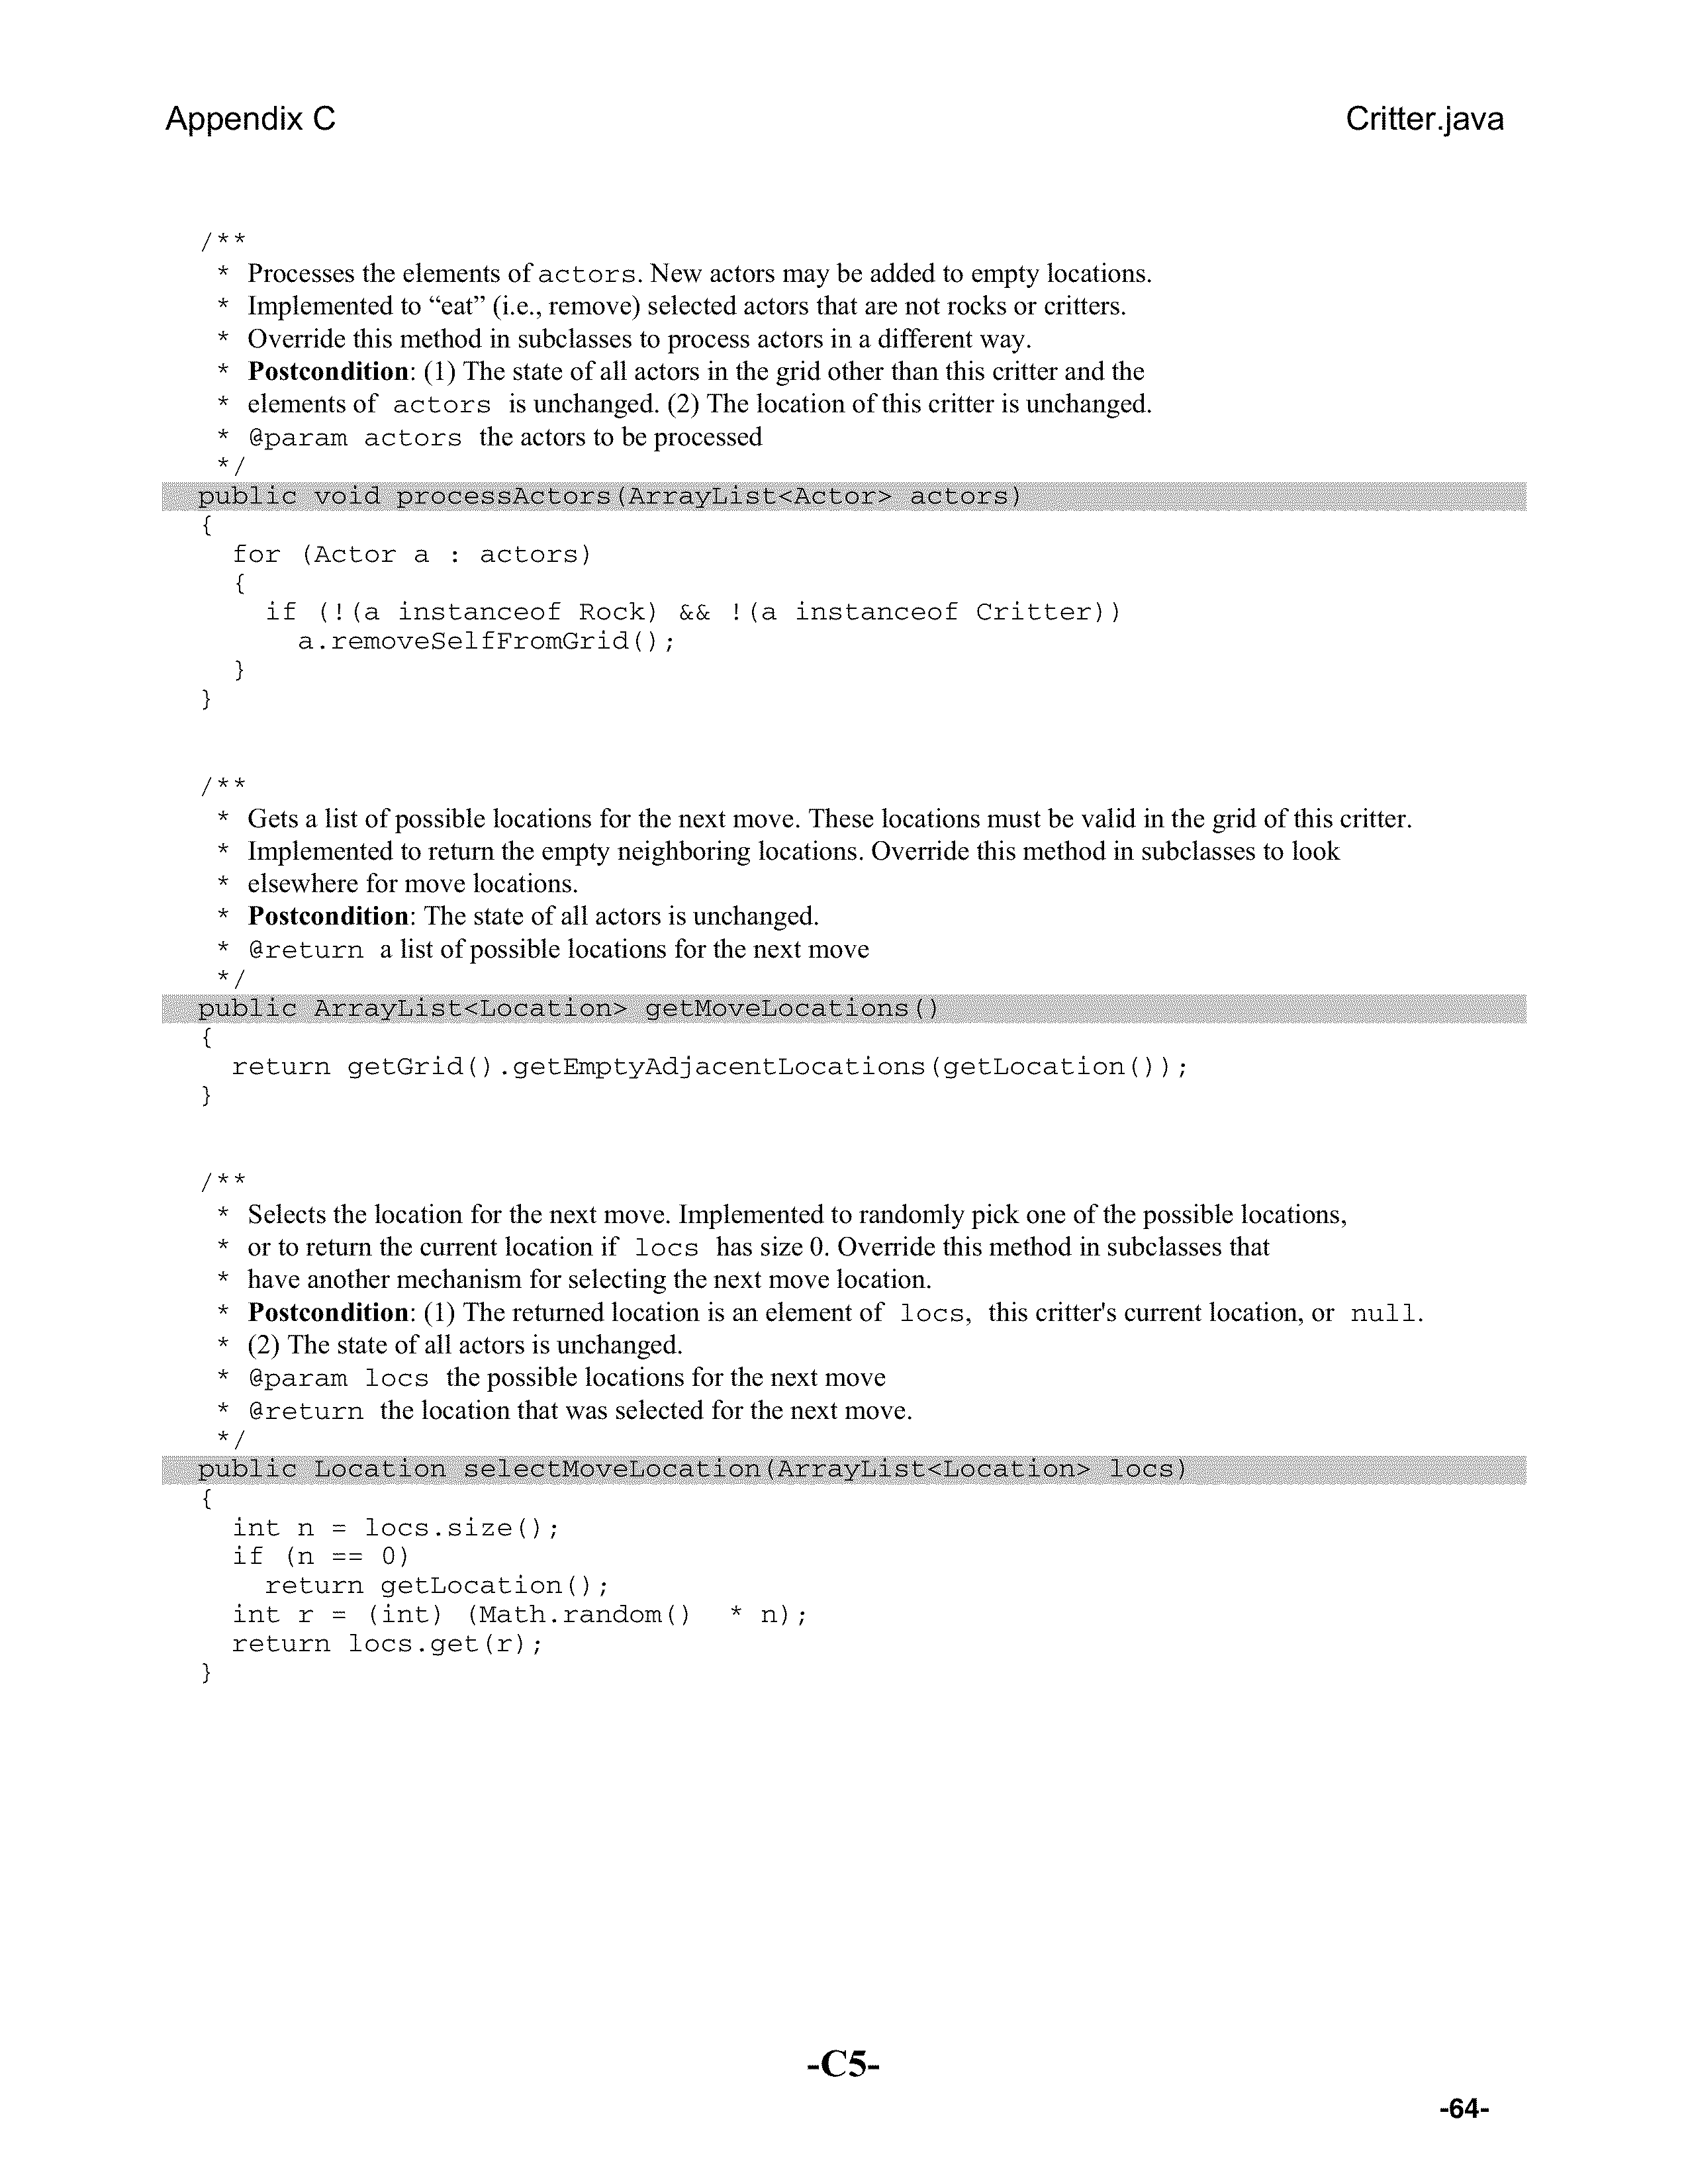 Appendix C
Critter.java
/**
* Processes the elements of actors. New actors may be added to empty locations.
* Implemented to “eat” (i.e., remove) selected actors that are not rocks or critters.
* Override this method in subclasses to process actors in a different way.
* Postcondition: (1) The state of all actors in the grid other than this critter and the
* elements of actors is unchanged. (2) The location of this critter is unchanged.
* @param actors the actors to be processed
*/
public void processActors(ArrayList<Actor> actors)
{
for (Actor a : actors)
{
if (!(a instanceof Rock) && !(a instanceof Critter))
a.removeSelfFromGrid();
}
}
/**
* Gets a list of possible locations for the next move. These locations must be valid in the grid of this critter.
* Implemented to return the empty neighboring locations. Override this method in subclasses to look
* elsewhere for move locations.
* Postcondition: The state of all actors is unchanged.
* @return a list of possible locations for the next move
*/
public ArrayList<Location> getMoveLocations()
{
return getGrid().getEmptyAdjacentLocations(getLocation());
}
/**
* Selects the location for the next move. Implemented to randomly pick one of the possible locations,
* or to return the current location if locs has size 0. Override this method in subclasses that
* have another mechanism for selecting the next move location.
* Postcondition: (1) The returned location is an element of locs, this critter's current location, or null.
* (2) The state of all actors is unchanged.
* @param locs the possible locations for the next move
* @return the location that was selected for the next move.
*/
public Location selectMoveLocation(ArrayList<Location> locs)
{
int n = locs.size();
if (n == 0)
return getLocation();
int r = (int) (Math.random() * n);
return locs.get(r);
}
-C5-
-64-